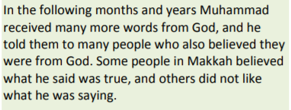 In the following months and years Muhammad
received many more words from God, and he
told them to many people who also believed they
were from God. Some people in Makkah believed
what he said was true, and others did not like
what he was saying.